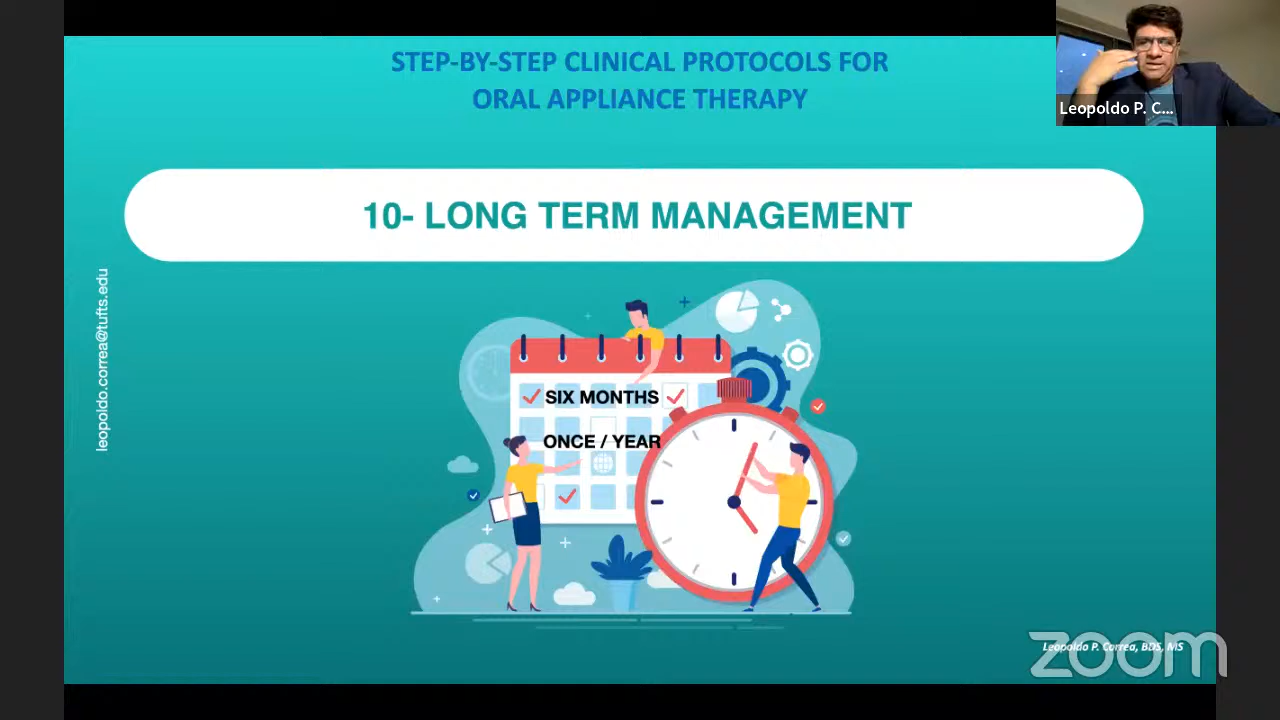 STEP-BY-STEP CLINICAL PROTOCOLS FOR
ORAL APPLIANCE THERAPY
Leopoldo P. C...
10- LONG TERM MANAGEMENT
leopoldo.correa@tufts.edu
SIX MONTHS
ONCE / YEAR
Leopoldo P. Correa, BDS, MS
zoom